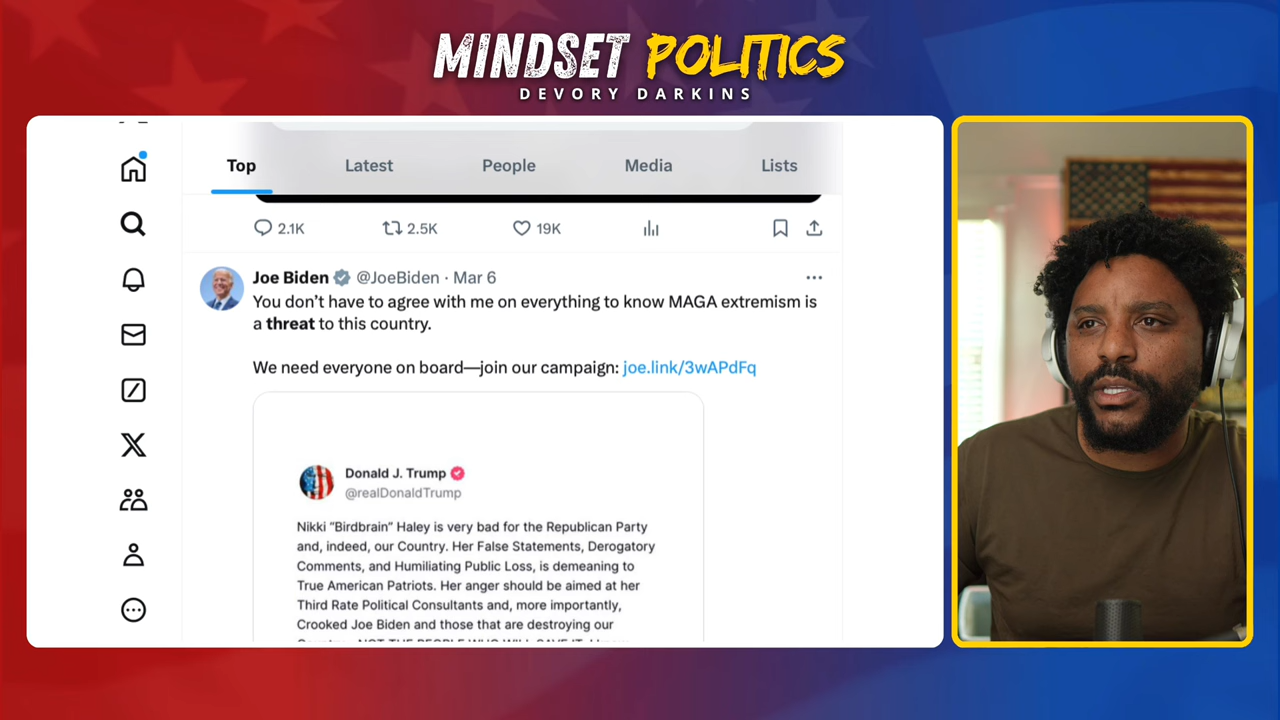 MINDSET POLITICS
DEVORY DARKINS
Top Latest People Media Lists
2.1K 2.5K 19K
Joe Biden @JoeBiden · Mar 6
You don’t have to agree with me on everything to know MAGA extremism is
a threat to this country.
We need everyone on board—join our campaign: joe.link/3wAPdFq
Donald J. Trump
@realDonaldTrump
Nikki “Birdbrain” Haley is very bad for the Republican Party
and, indeed, our Country. Her False Statements, Derogatory
Comments, and Humiliating Public Loss, is demeaning to
True American Patriots. Her anger should be aimed at her
Third Rate Political Consultants and, more importantly,
Crooked Joe Biden and those that are destroying our